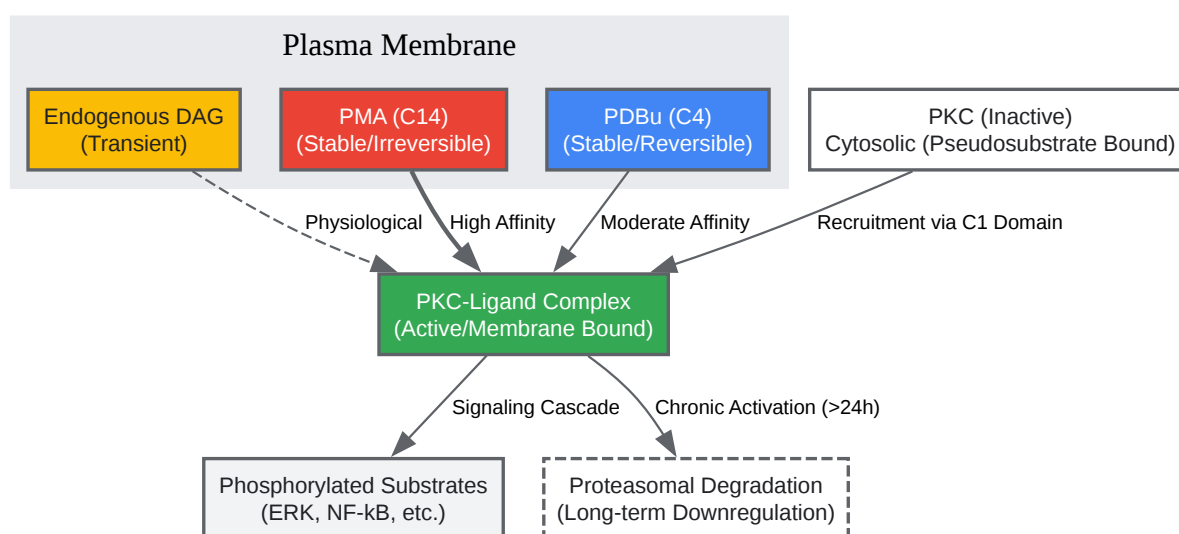 Plasma Membrane
Endogenous DAG
(Transient)
PMA (C14)
(Stable/Irreversible)
PDBu (C4)
(Stable/Reversible)
PKC (Inactive)
Cytosolic (Pseudosubstrate Bound)
Physiological
High Affinity
Moderate Affinity
Recruitment via C1 Domain
PKC-Ligand Complex
(Active/Membrane Bound)
Signaling Cascade
Chronic Activation (>24h)
Phosphorylated Substrates
(ERK, NF-kB, etc.)
Proteasomal Degradation
(Long-term Downregulation)